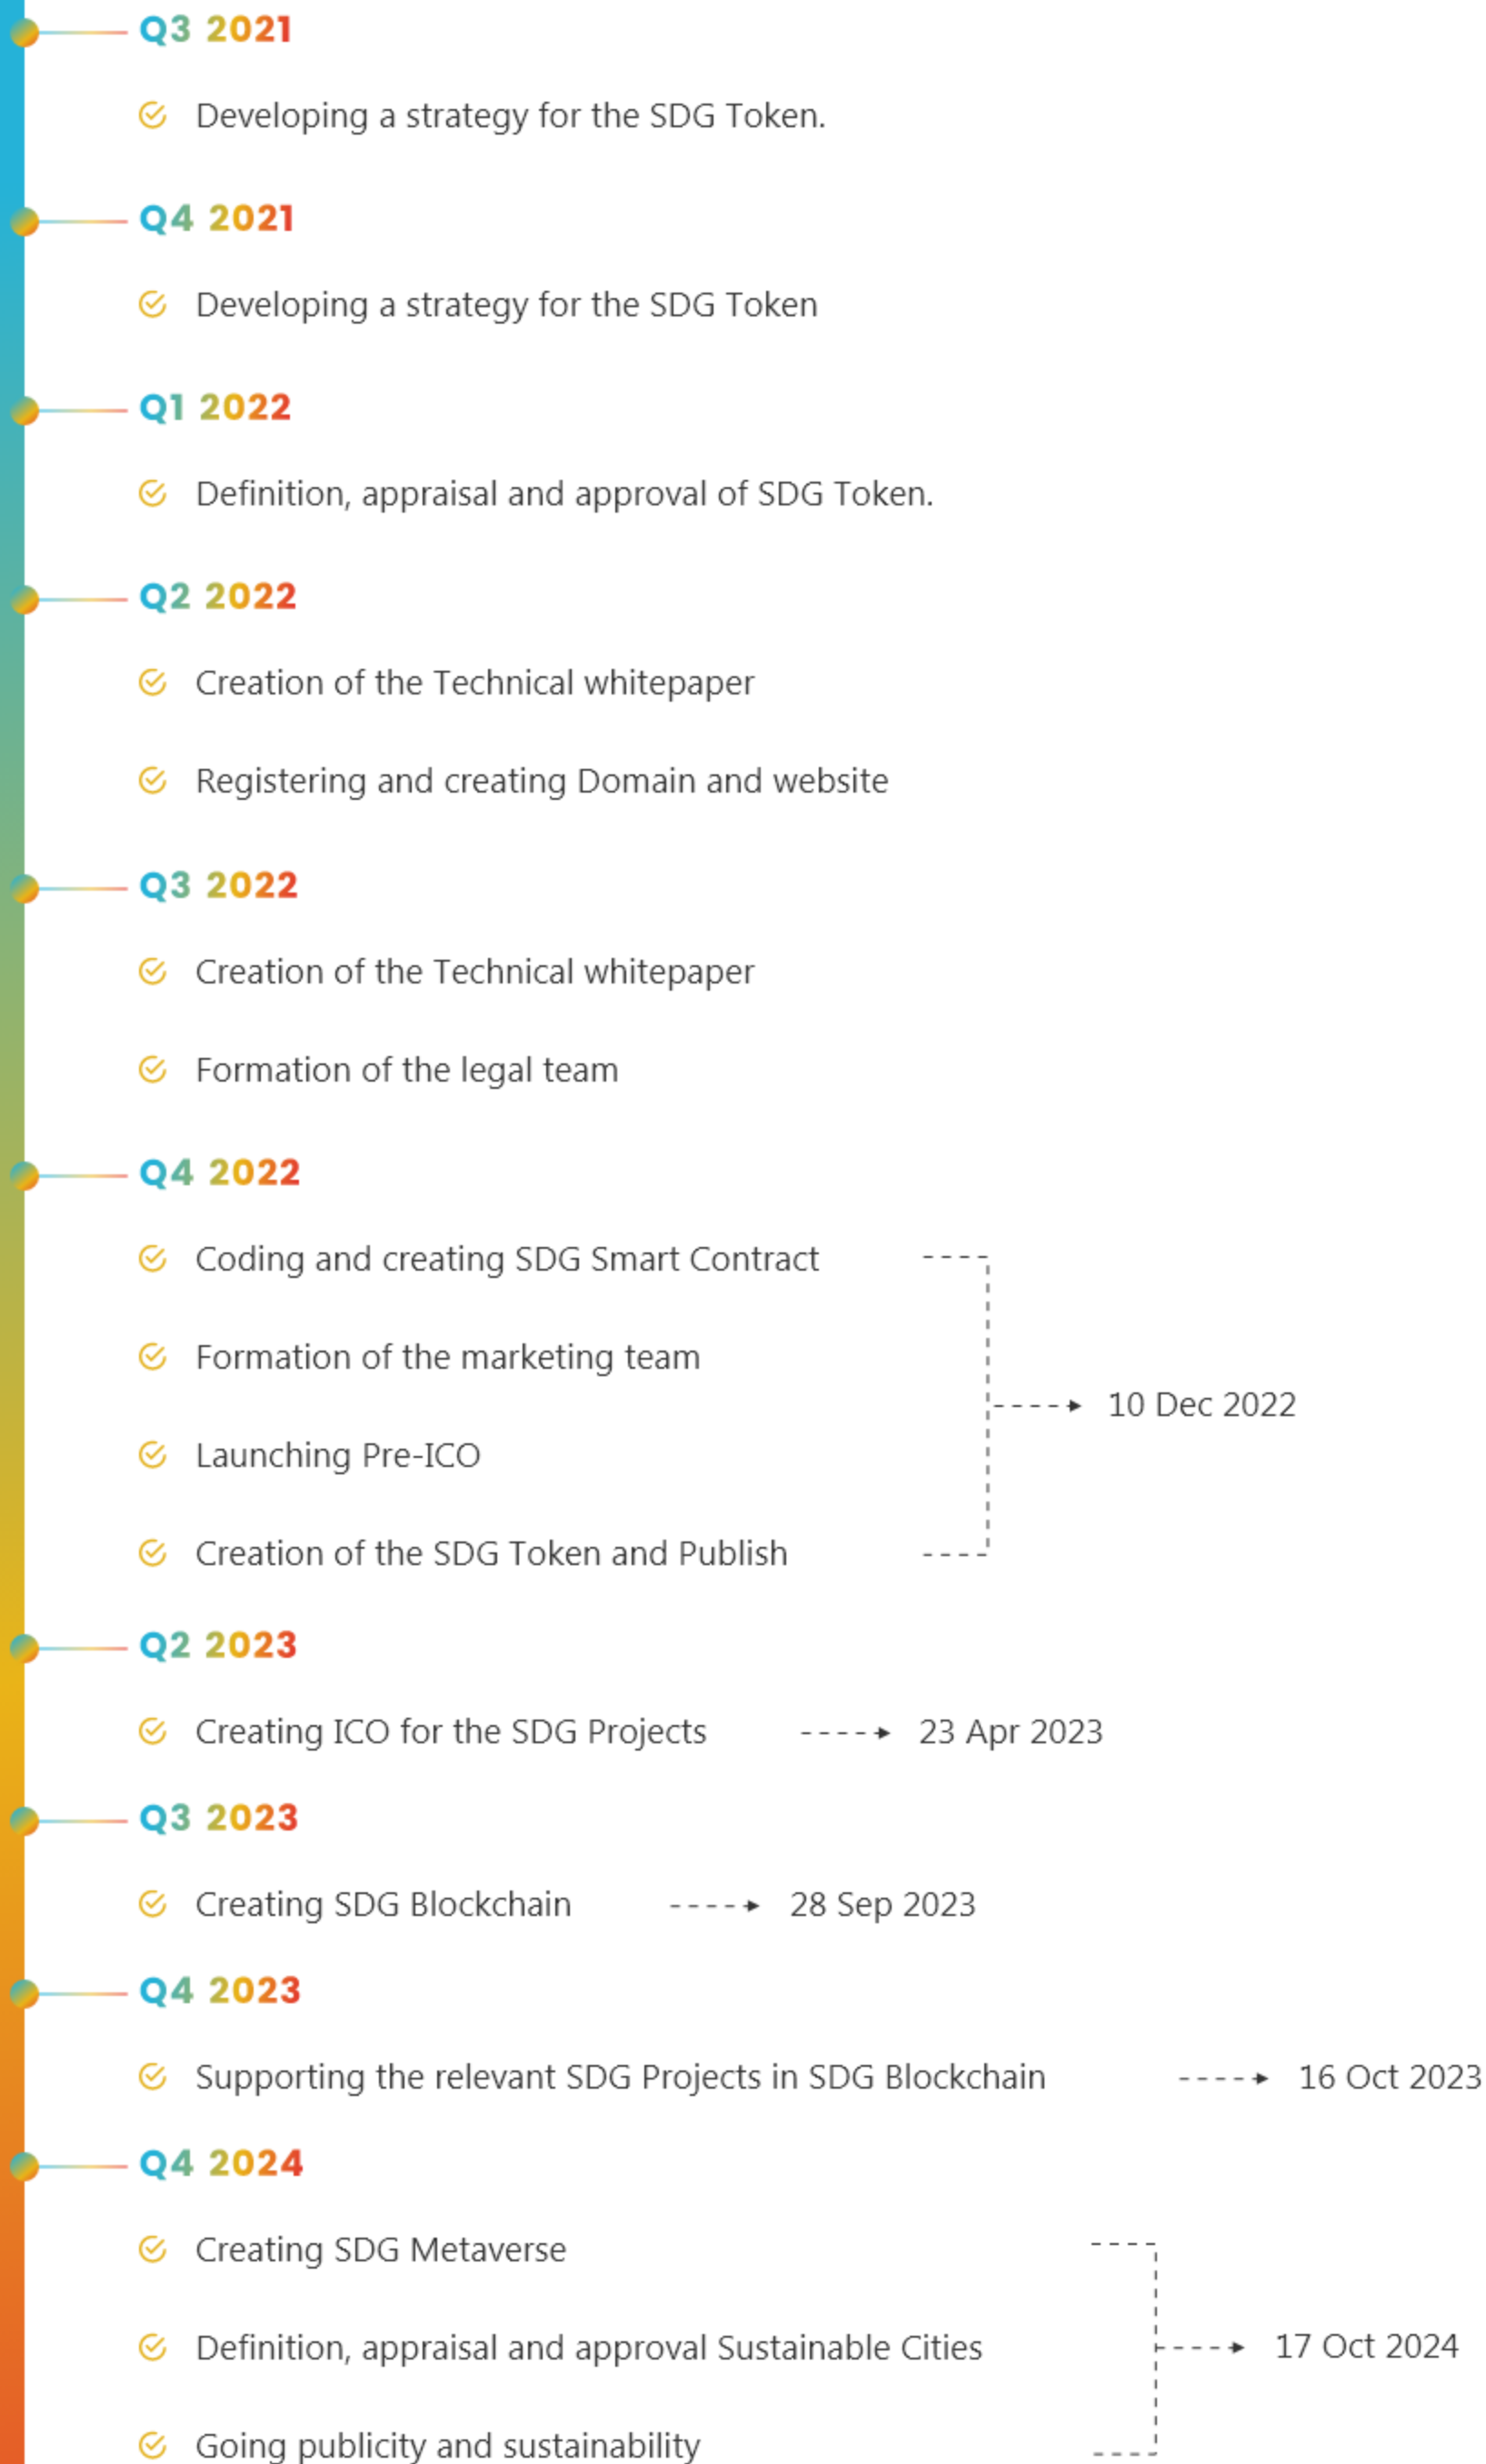 Q3 2021
Developing a strategy for the SDG Token.
Q4 2021
Developing a strategy for the SDG Token
Q1 2022
Definition, appraisal and approval of SDG Token.
Q2 2022
Creation of the Technical whitepaper
Registering and creating Domain and website
Q3 2022
Creation of the Technical whitepaper
Formation of the legal team
Q4 2022
Coding and creating SDG Smart Contract
Formation of the marketing team
10 Dec 2022
Launching Pre-ICO
Creation of the SDG Token and Publish
Q2 2023
Creating ICO for the SDG Projects 23 Apr 2023
Q3 2023
Creating SDG Blockchain 28 Sep 2023
Q4 2023
Supporting the relevant SDG Projects in SDG Blockchain 16 Oct 2023
Q4 2024
Creating SDG Metaverse
Definition, appraisal and approval Sustainable Cities 17 Oct 2024
Going publicity and sustainability